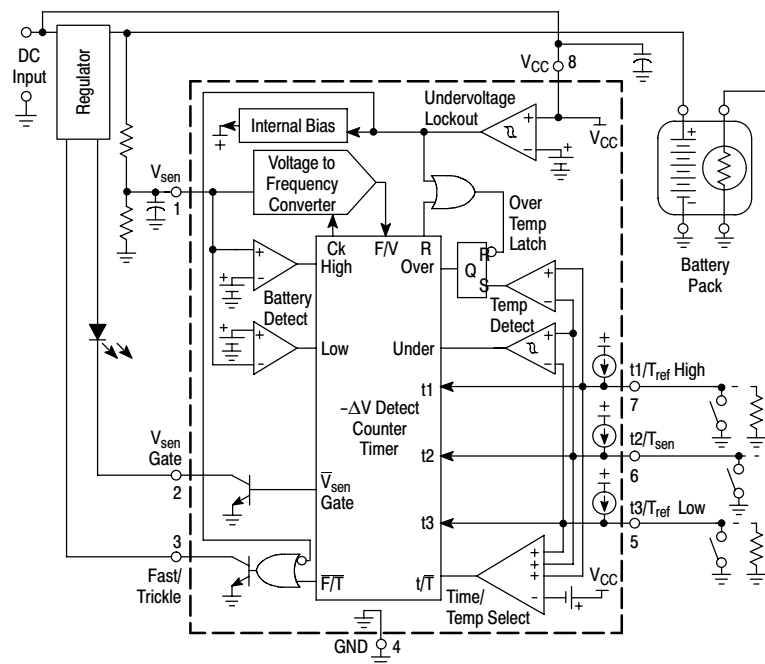 DC
Input
Regulator
VCC 8
Undervoltage
Lockout
Internal Bias
VCC
+
−
+
Vsen
1
Voltage to
Frequency
Converter
Over
Temp
Latch
Ck F/V R
High
Over
R
Q
S
Battery
Detect
Temp
Detect
Low
Under
Battery
Pack
t1
t1/Tref High
7
−ΔV Detect
Counter
Timer
t2
t2/Tsen
6
Vsen
Gate
2
V̅sen
Gate
t3
t3/Tref Low
5
3
Fast/
Trickle
F/T̅
t/T̅
Time/
Temp Select
VCC
GND 4